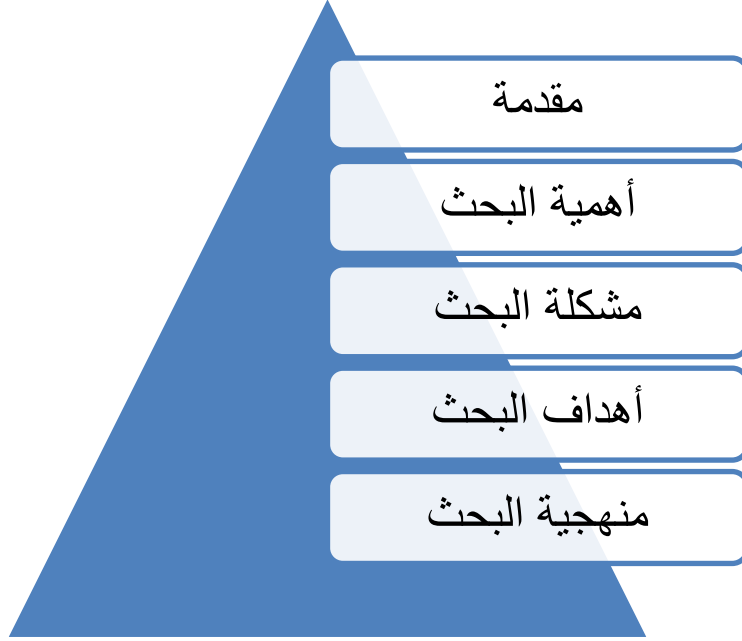 مقدمة
أهمية البحث
مشكلة البحث
أهداف البحث
منهجية البحث